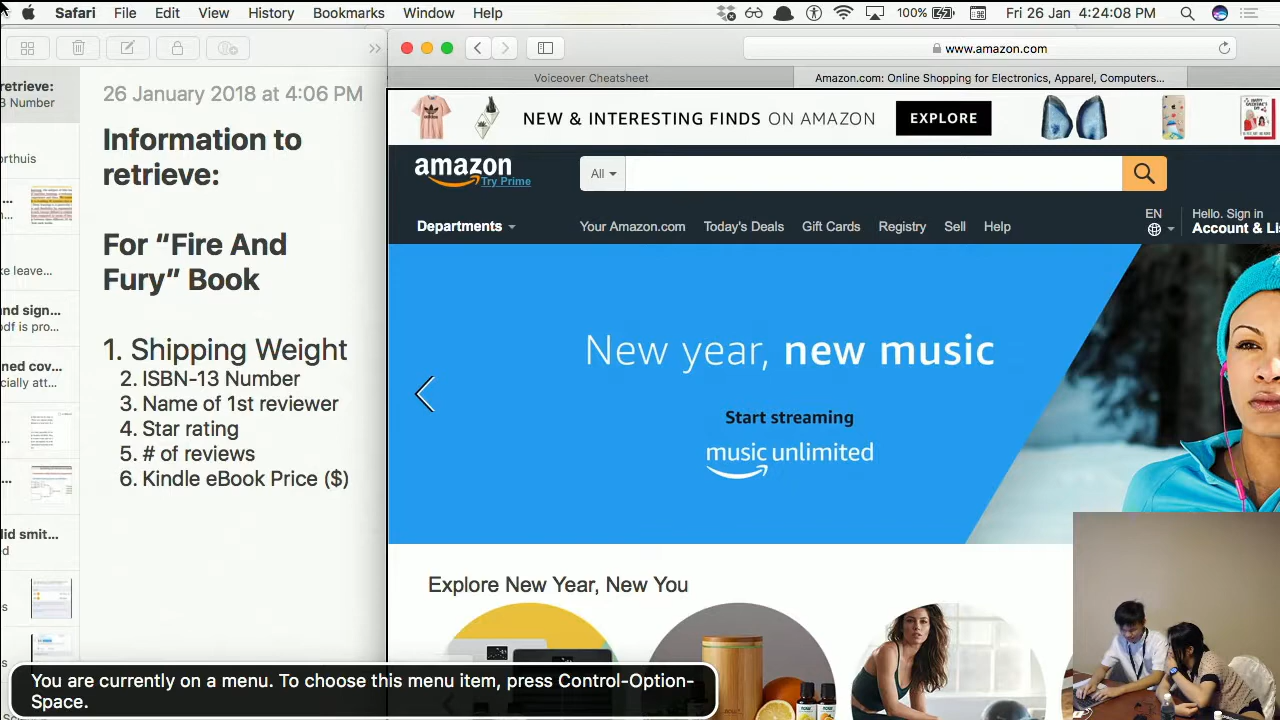 Safari File Edit View History Bookmarks Window Help 100% Fri 26 Jan 4:24:08 PM
www.amazon.com
Voiceover Cheatsheet
Amazon.com: Online Shopping for Electronics, Apparel, Computers...
retrieve:
3 Number
orthuis
ke leave...
and sign...
odf is pro...
ned cov...
cially att...
lid smit...
26 January 2018 at 4:06 PM
Information to
retrieve:
For “Fire And
Fury” Book
1. Shipping Weight
2. ISBN-13 Number
3. Name of 1st reviewer
4. Star rating
5. # of reviews
6. Kindle eBook Price ($)
NEW & INTERESTING FINDS ON AMAZON EXPLORE
amazon
Try Prime
All
Departments Your Amazon.com Today's Deals Gift Cards Registry Sell Help
EN
Hello. Sign in
Account & Lis
New year, new music
Start streaming
music unlimited
Explore New Year, New You
You are currently on a menu. To choose this menu item, press Control-Option-
Space.